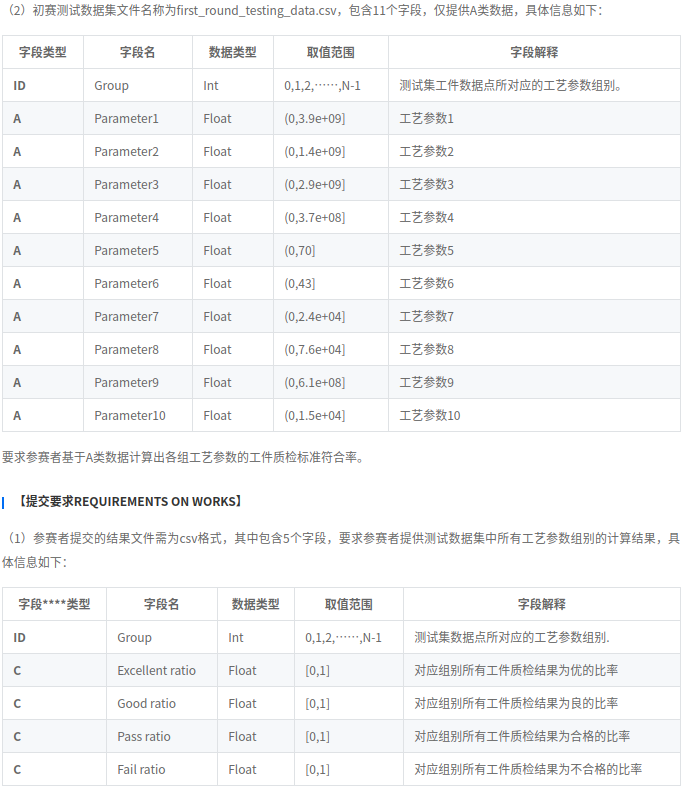 （2）初赛测试数据集文件名称为first_round_testing_data.csv，包含11个字段，仅提供A类数据，具体信息如下：
字段类型 字段名 数据类型 取值范围 字段解释
ID Group Int 0,1,2,……,N-1 测试集工件数据点所对应的工艺参数组别。
A Parameter1 Float (0,3.9e+09] 工艺参数1
A Parameter2 Float (0,1.4e+09] 工艺参数2
A Parameter3 Float (0,2.9e+09] 工艺参数3
A Parameter4 Float (0,3.7e+08] 工艺参数4
A Parameter5 Float (0,70] 工艺参数5
A Parameter6 Float (0,43] 工艺参数6
A Parameter7 Float (0,2.4e+04] 工艺参数7
A Parameter8 Float (0,7.6e+04] 工艺参数8
A Parameter9 Float (0,6.1e+08] 工艺参数9
A Parameter10 Float (0,1.5e+04] 工艺参数10
要求参赛者基于A类数据计算出各组工艺参数的工件质检标准符合率。
【提交要求REQUIREMENTS ON WORKS】
（1）参赛者提交的结果文件需为csv格式，其中包含5个字段，要求参赛者提供测试数据集中所有工艺参数组别的计算结果，具
体信息如下：
字段****类型 字段名 数据类型 取值范围 字段解释
ID Group Int 0,1,2,……,N-1 测试集数据点所对应的工艺参数组别.
C Excellent ratio Float [0,1] 对应组别所有工件质检结果为优的比率
C Good ratio Float [0,1] 对应组别所有工件质检结果为良的比率
C Pass ratio Float [0,1] 对应组别所有工件质检结果为合格的比率
C Fail ratio Float [0,1] 对应组别所有工件质检结果为不合格的比率